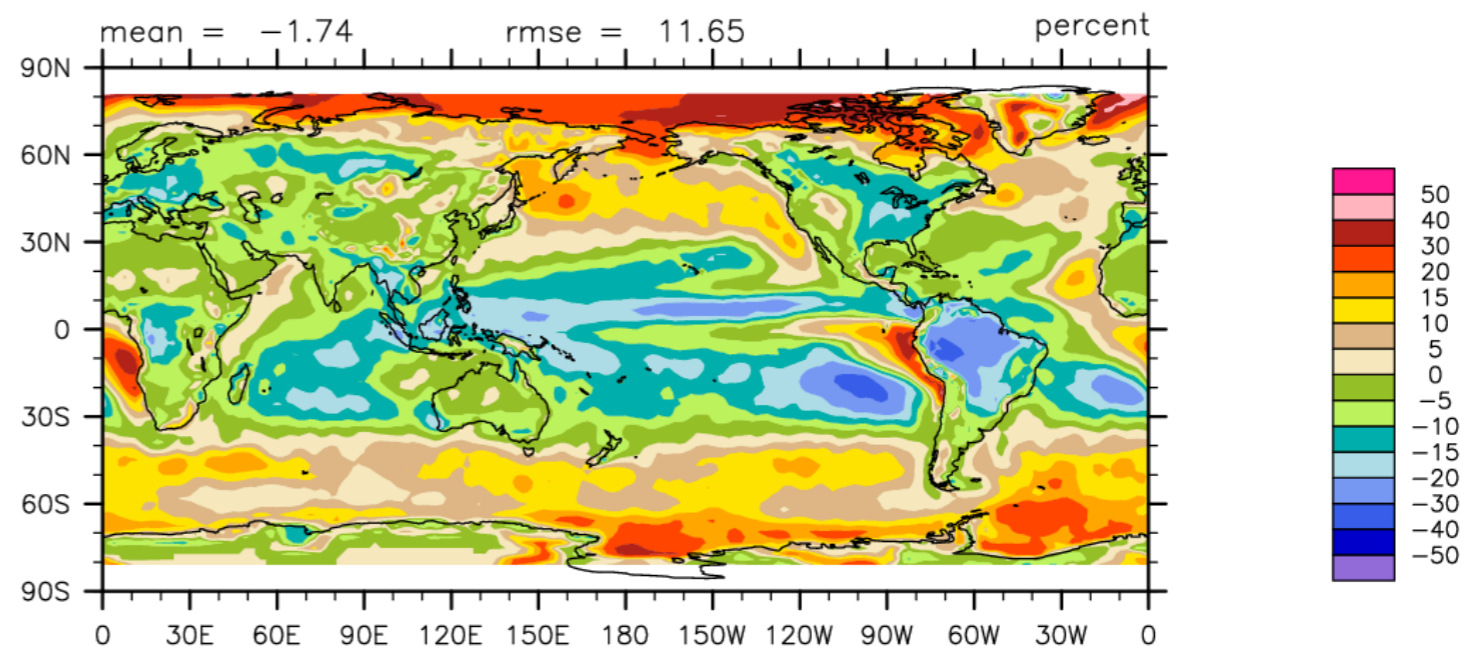 mean = −1.74 rmse = 11.65 percent
90N
60N
30N
0
30S
60S
90S
0 30E 60E 90E 120E 150E 180 150W 120W 90W 60W 30W 0
50
40
30
20
15
10
5
0
−5
−10
−15
−20
−30
−40
−50